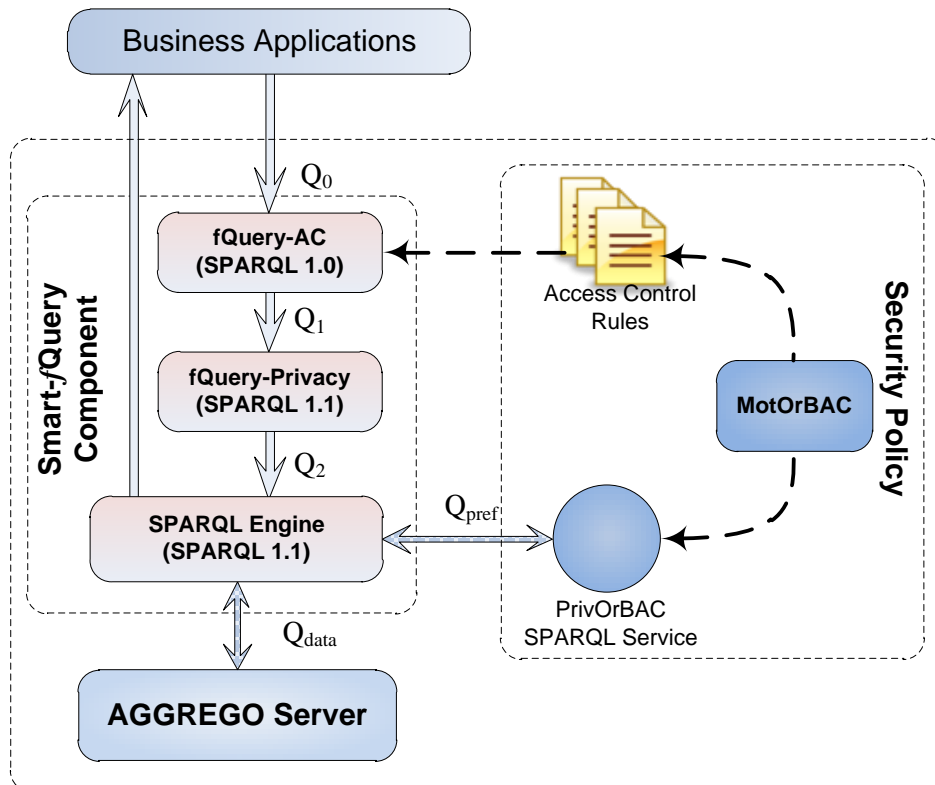 Business Applications
Q0
fQuery-AC
(SPARQL 1.0)
Q1
fQuery-Privacy
(SPARQL 1.1)
Q2
SPARQL Engine
(SPARQL 1.1)
Smart-fQuery
Component
Qpref
Qdata
AGGREGO Server
Access Control
Rules
MotOrBAC
Security Policy
PrivOrBAC
SPARQL Service